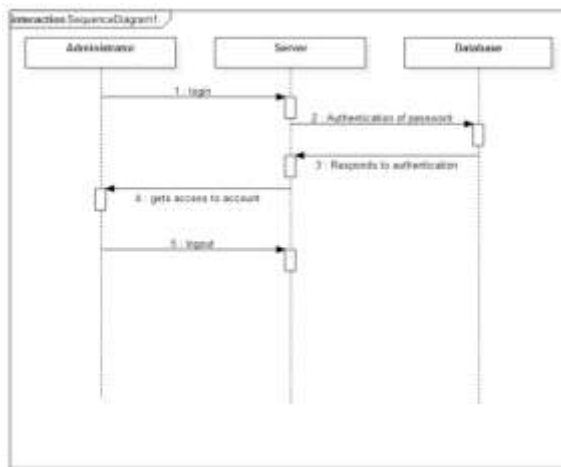 interaction SequenceDiagram1
Administrator
Server
Database
1 : login
2 : Authentication of password
3 : Responds to authentication
4 : gets access to account
5 : logout